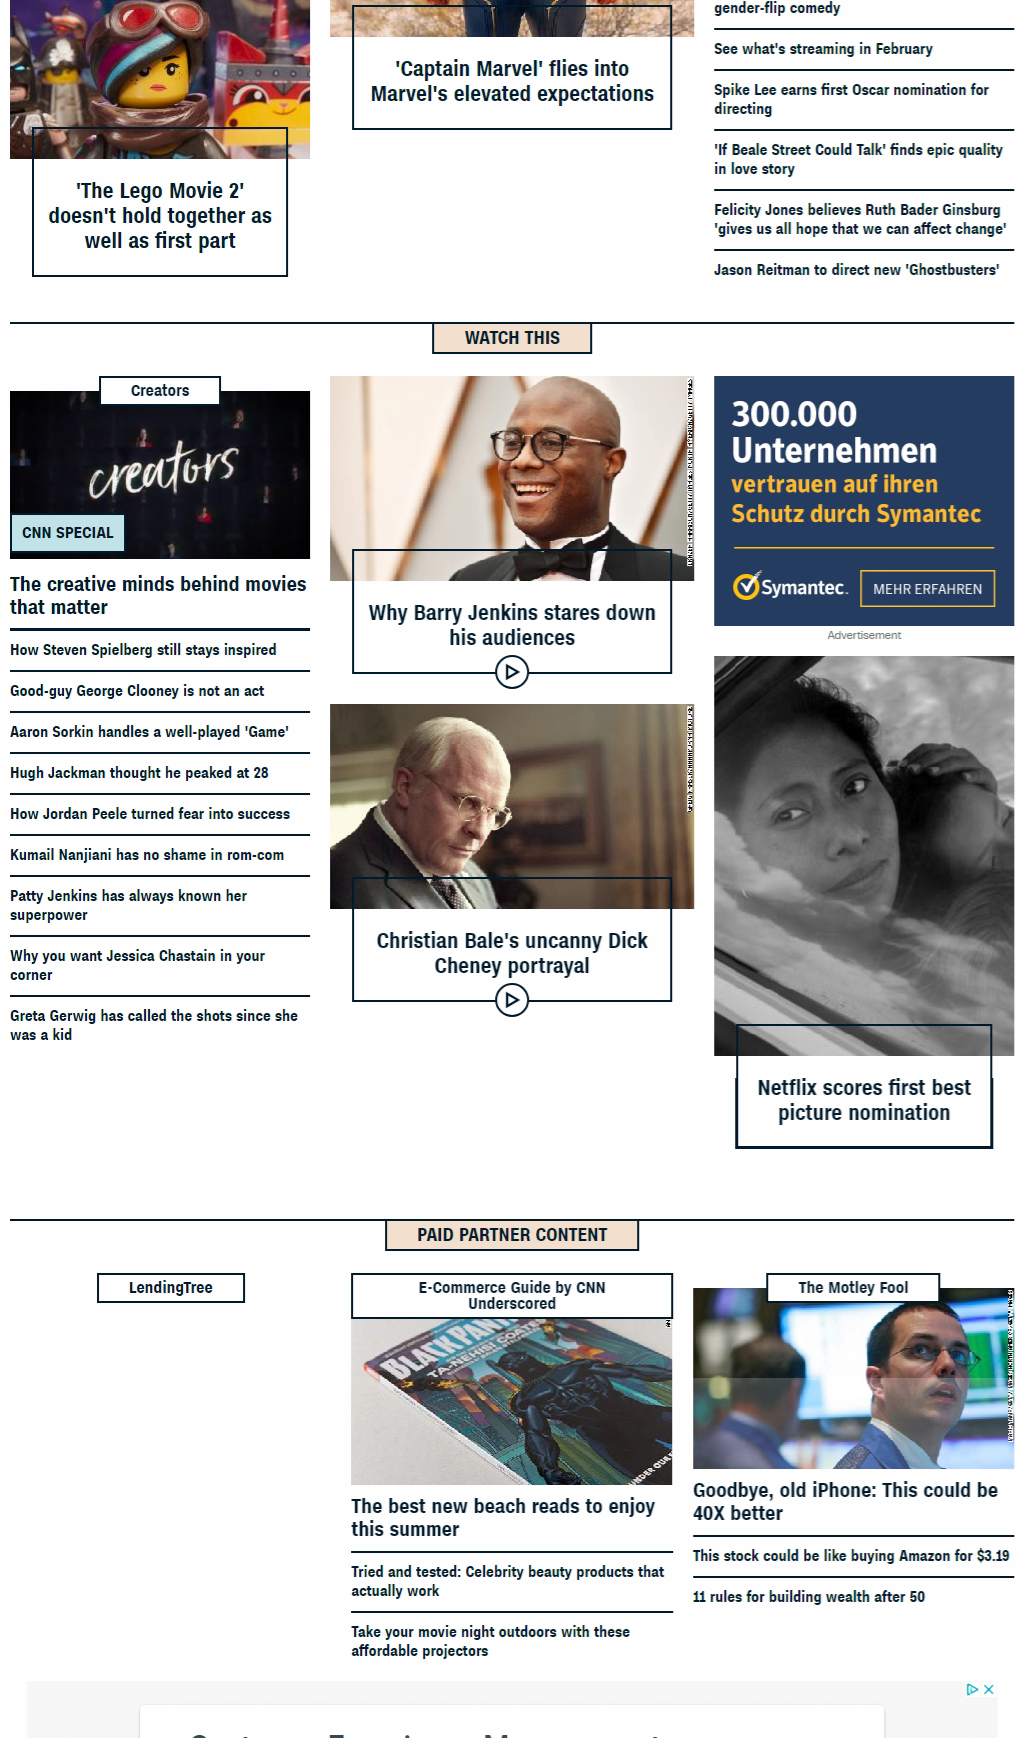 'The Lego Movie 2'
doesn't hold together as
well as first part
'Captain Marvel' flies into
Marvel's elevated expectations
gender-flip comedy
See what's streaming in February
Spike Lee earns first Oscar nomination for
directing
'If Beale Street Could Talk' finds epic quality
in love story
Felicity Jones believes Ruth Bader Ginsburg
'gives us all hope that we can affect change'
Jason Reitman to direct new 'Ghostbusters'
WATCH THIS
Creators
creators
CNN SPECIAL
The creative minds behind movies
that matter
How Steven Spielberg still stays inspired
Good-guy George Clooney is not an act
Aaron Sorkin handles a well-played 'Game'
Hugh Jackman thought he peaked at 28
How Jordan Peele turned fear into success
Kumail Nanjiani has no shame in rom-com
Patty Jenkins has always known her
superpower
Why you want Jessica Chastain in your
corner
Greta Gerwig has called the shots since she
was a kid
Why Barry Jenkins stares down
his audiences
Christian Bale's uncanny Dick
Cheney portrayal
300.000
Unternehmen
vertrauen auf ihren
Schutz durch Symantec
Symantec.
MEHR ERFAHREN
Advertisement
Netflix scores first best
picture nomination
PAID PARTNER CONTENT
LendingTree
E-Commerce Guide by CNN
Underscored
BLACK PANT
TA-NEHISI COATES
UNDER OUR
The best new beach reads to enjoy
this summer
Tried and tested: Celebrity beauty products that
actually work
Take your movie night outdoors with these
affordable projectors
The Motley Fool
Goodbye, old iPhone: This could be
40X better
This stock could be like buying Amazon for $3.19
11 rules for building wealth after 50